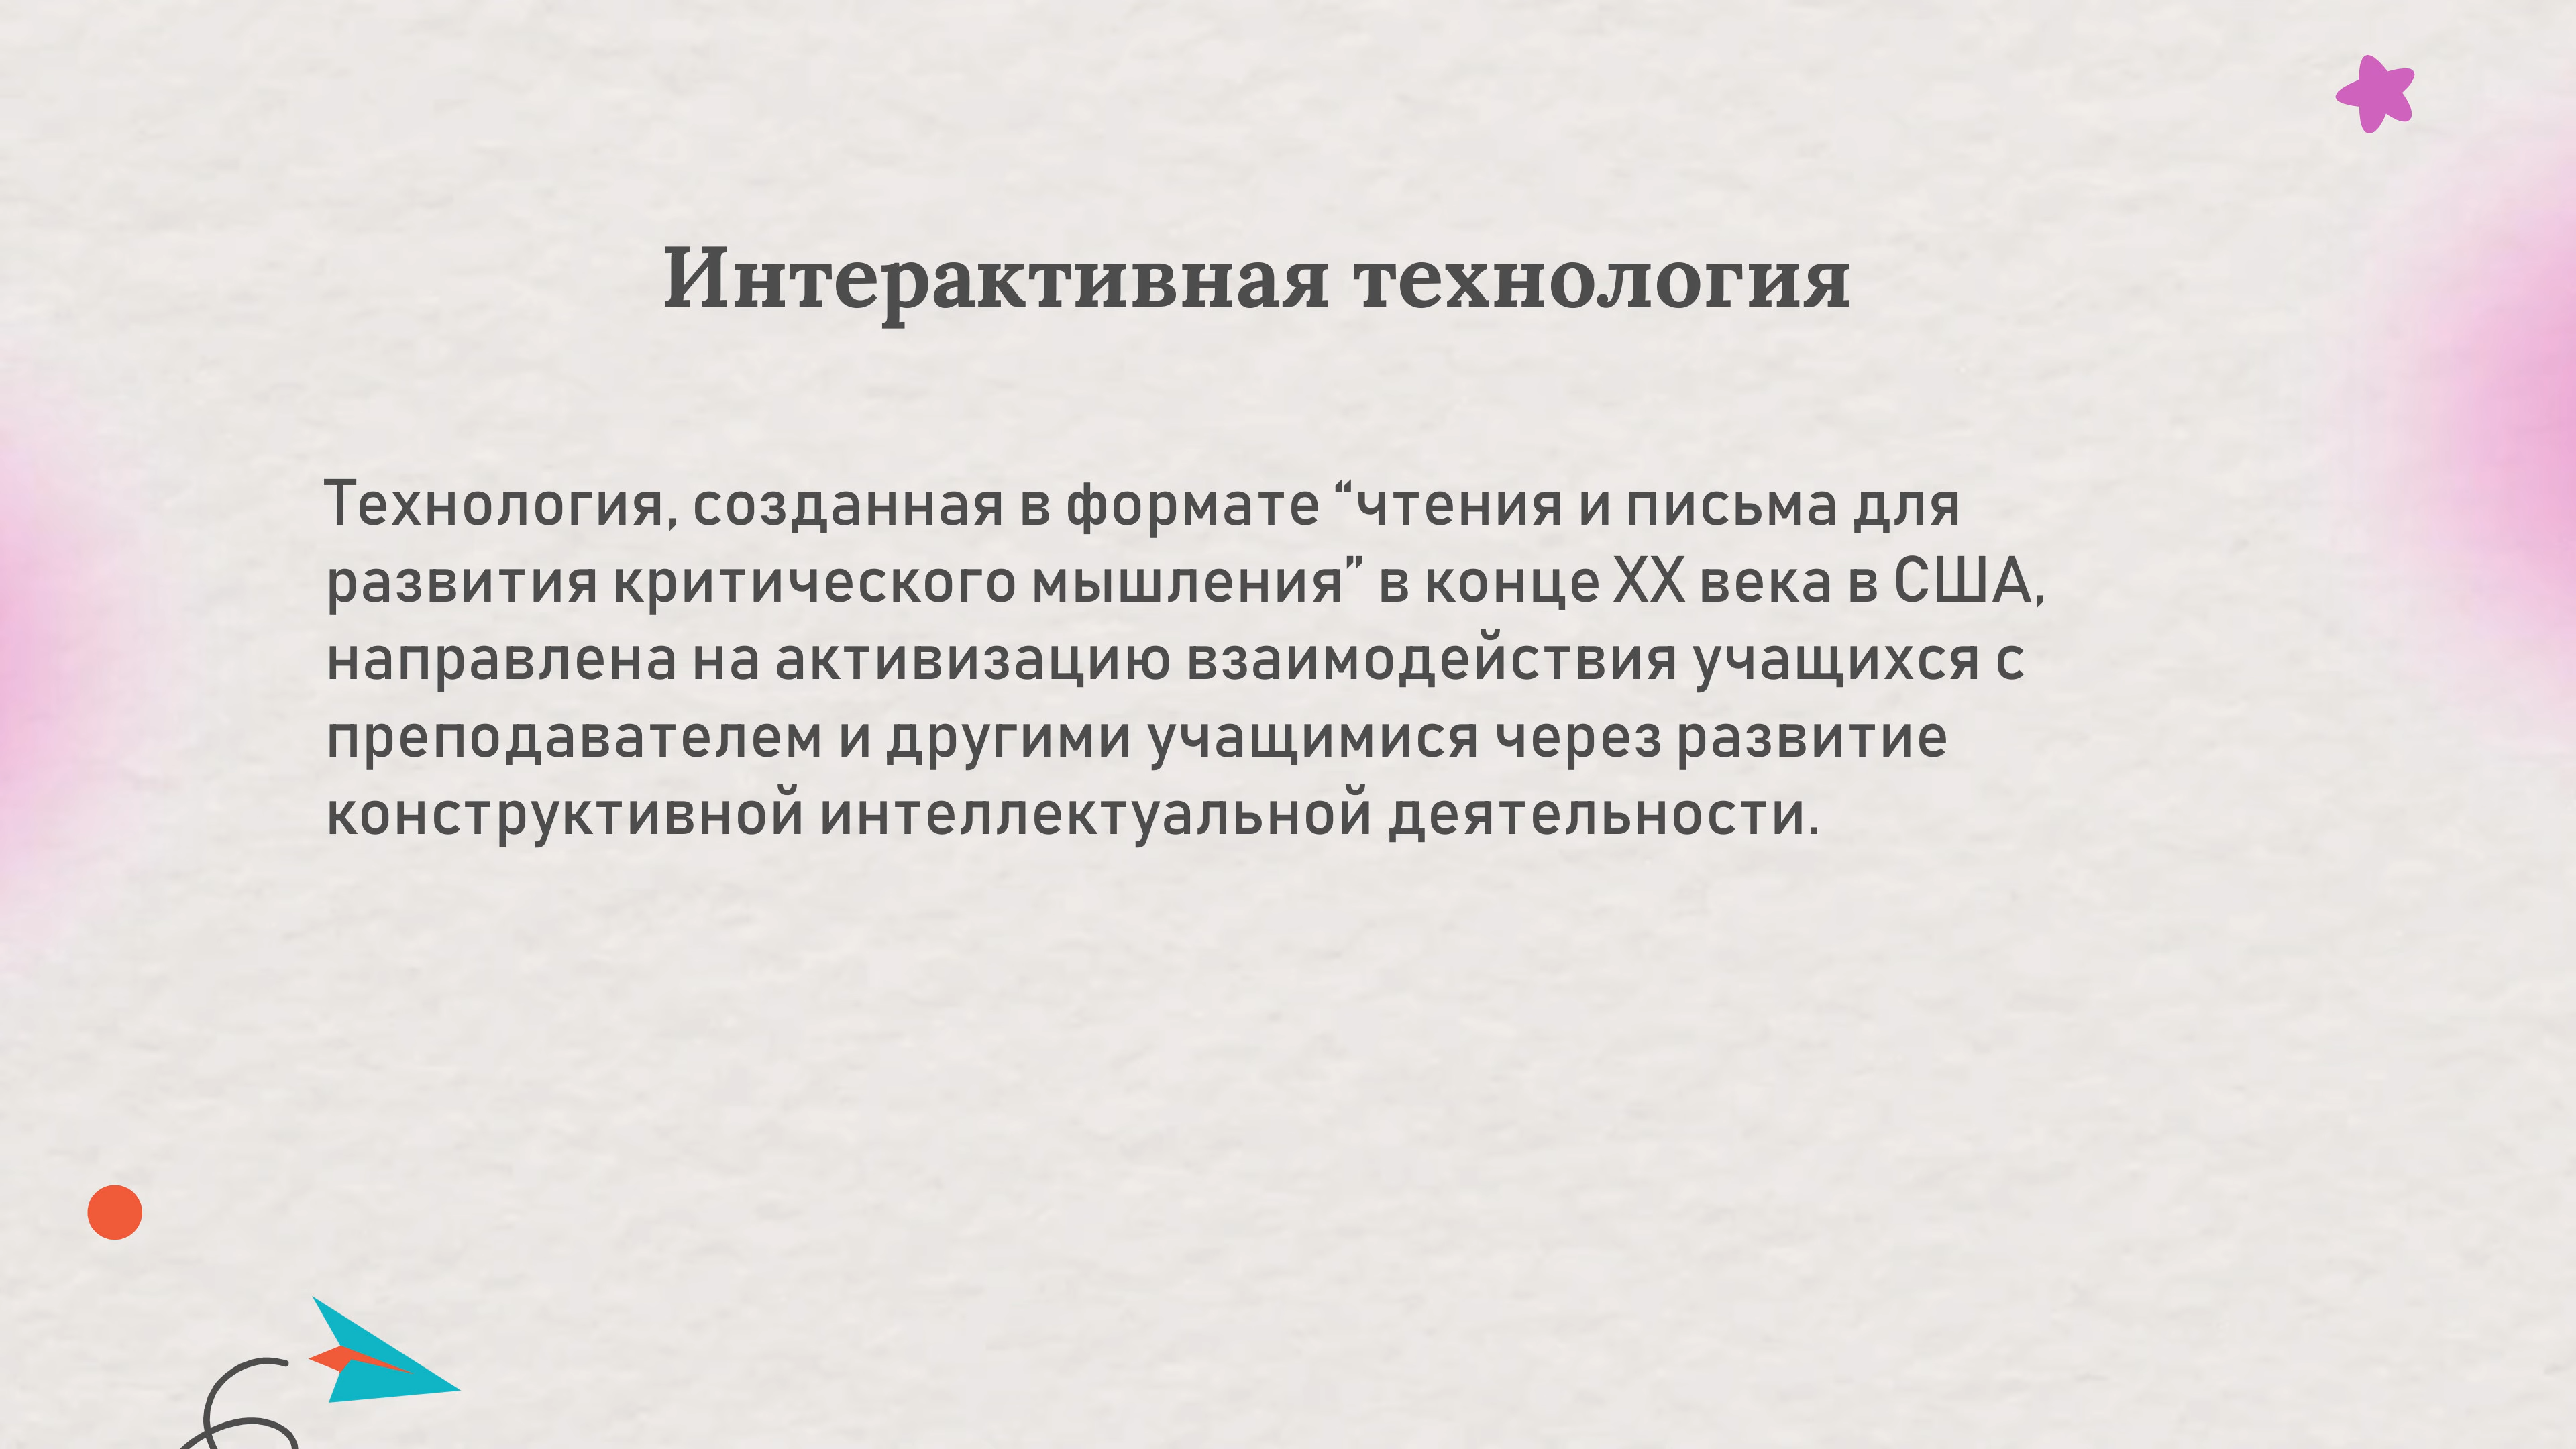 Интерактивная технология
Технология, созданная в формате “чтения и письма для
развития критического мышления” в конце XX века в США,
направлена на активизацию взаимодействия учащихся с
преподавателем и другими учащимися через развитие
конструктивной интеллектуальной деятельности.